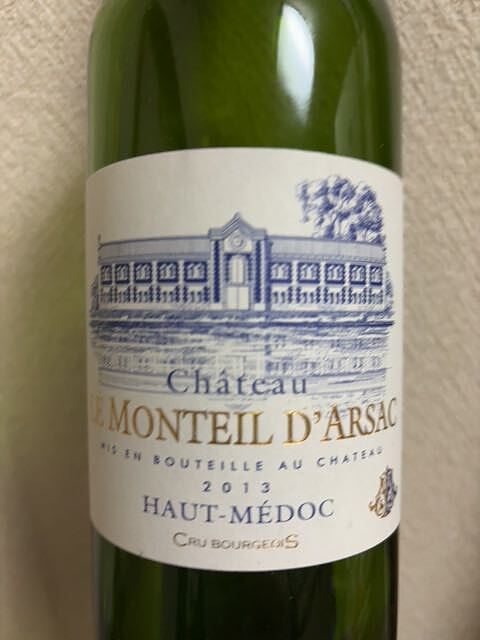 Château
LE MONTEIL D'ARSAC
MIS EN BOUTEILLE AU CHATEAU
2013
HAUT-MÉDOC
CRU BOURGEOIS